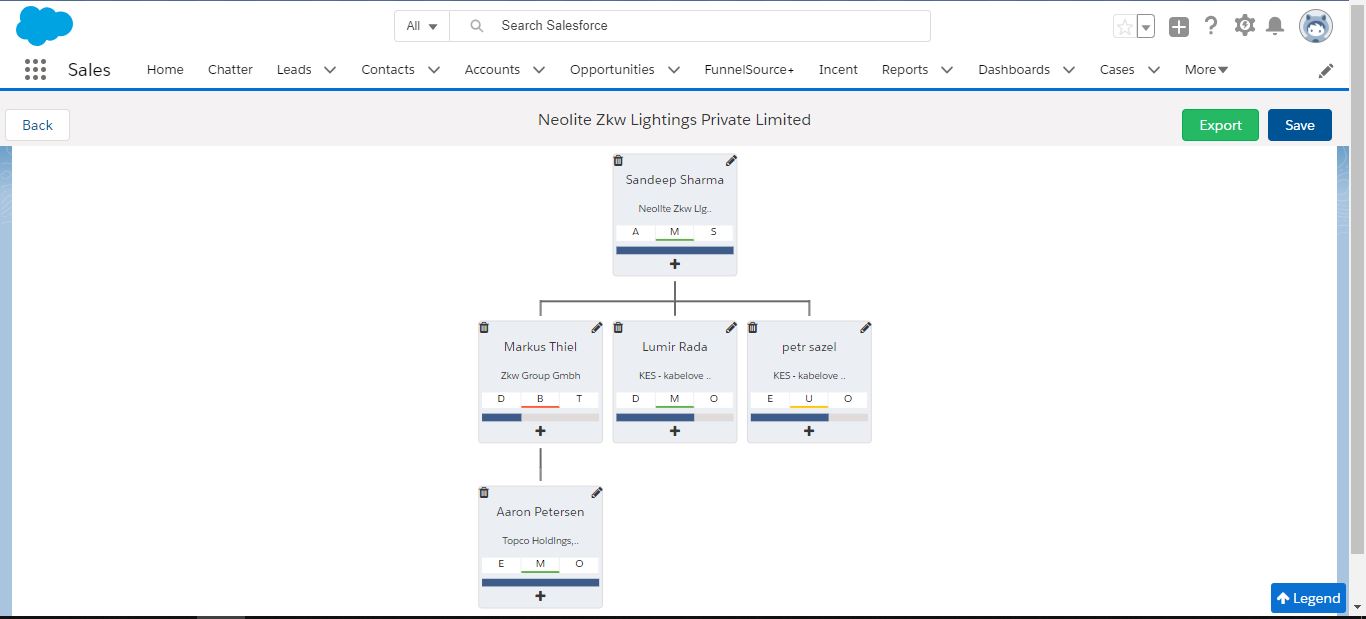 All Search Salesforce
Sales Home Chatter Leads Contacts Accounts Opportunities FunnelSource+ Incent Reports Dashboards Cases More
Back Neolite Zkw Lightings Private Limited Export Save
Sandeep Sharma
Neolite Zkw Lig..
A M S
+
Markus Thiel Lumir Rada petr sazel
Zkw Group Gmbh KES - kabelove .. KES - kabelove ..
D B T D M O E U O
+ + +
Aaron Petersen
Topco Holdings,..
E M O
+
Legend